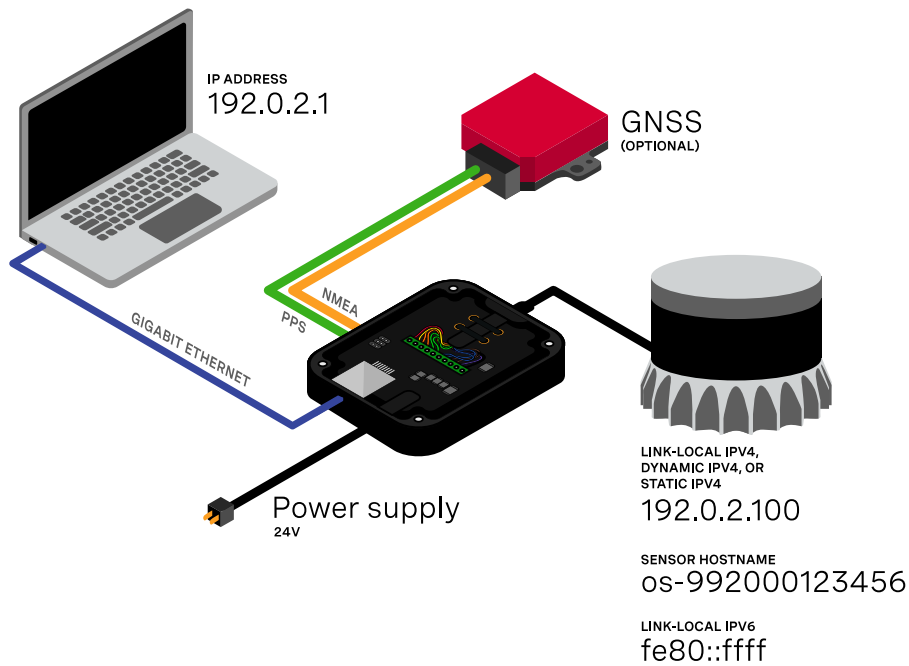 IP ADDRESS
192.0.2.1
GNSS
(OPTIONAL)
NMEA
PPS
GIGABIT ETHERNET
Power supply
24V
LINK-LOCAL IPV4,
DYNAMIC IPV4, OR
STATIC IPV4
192.0.2.100
SENSOR HOSTNAME
os-992000123456
LINK-LOCAL IPV6
fe80::ffff